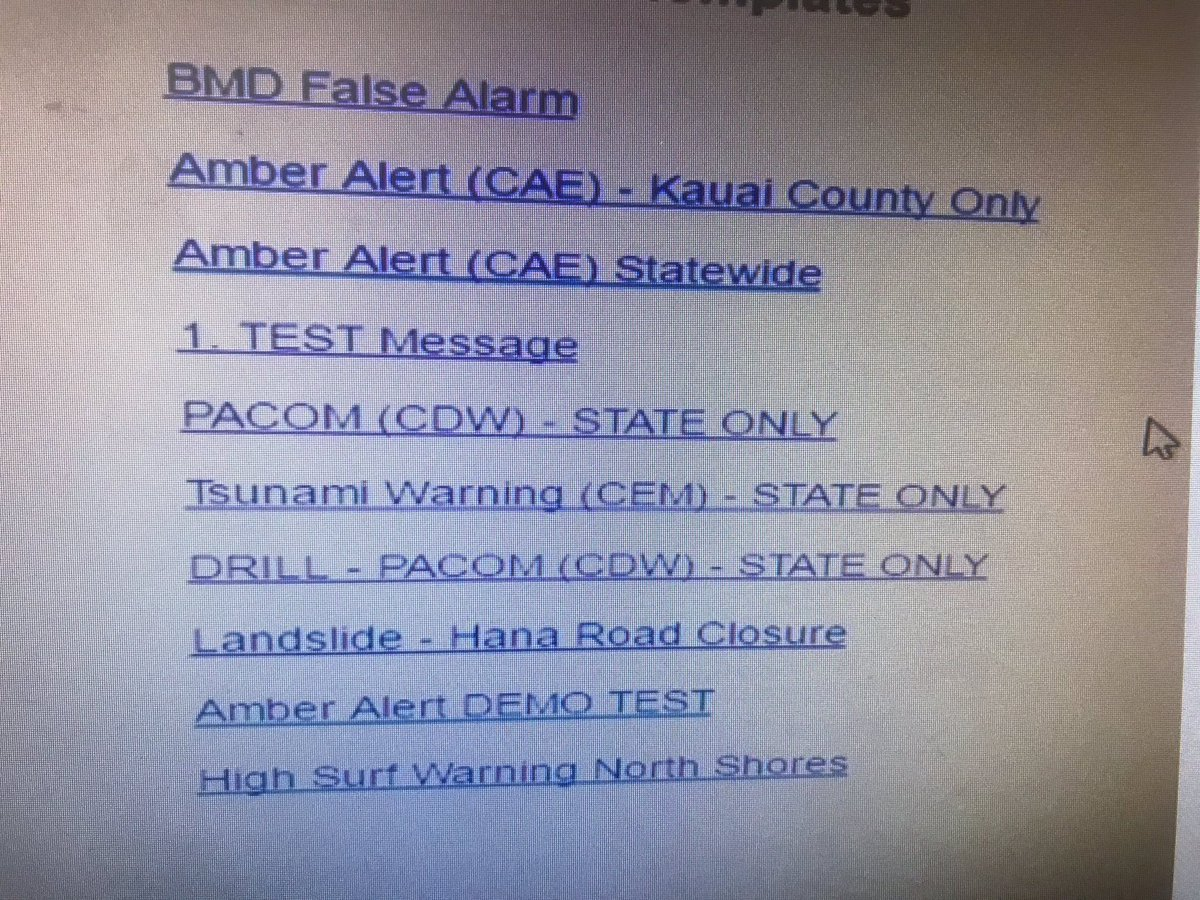 BMD False Alarm
Amber Alert (CAE) - Kauai County Only
Amber Alert (CAE) Statewide
1. TEST Message
PACOM (CDW) - STATE ONLY
Tsunami Warning (CEM) - STATE ONLY
DRILL - PACOM (CDW) - STATE ONLY
Landslide - Hana Road Closure
Amber Alert DEMO TEST
High Surf Warning North Shores